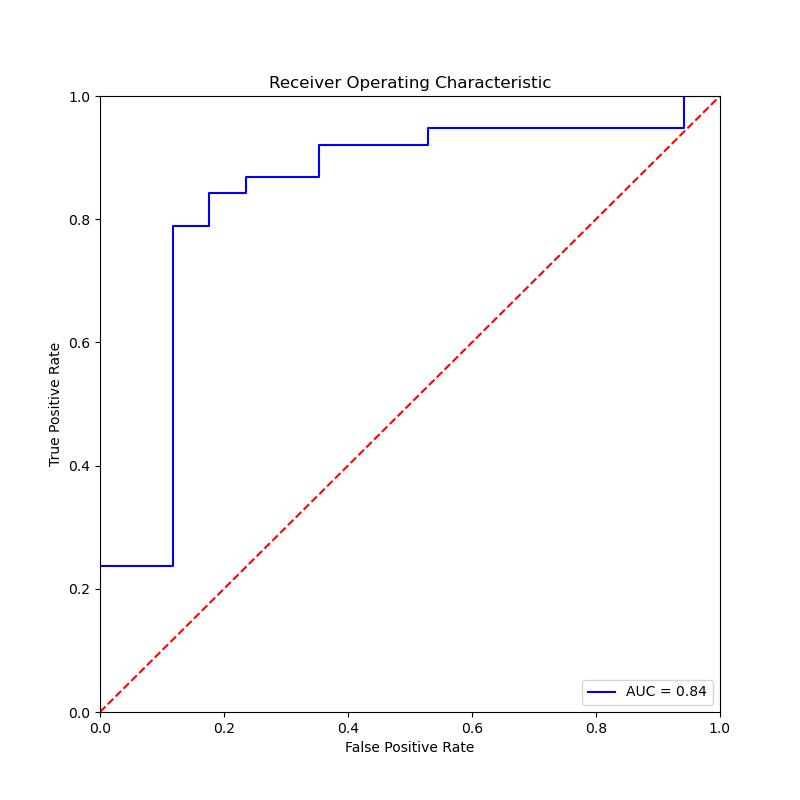 Receiver Operating Characteristic
True Positive Rate
1.0
0.8
0.6
0.4
0.2
0.0
AUC = 0.84
0.0 0.2 0.4 0.6 0.8 1.0
False Positive Rate